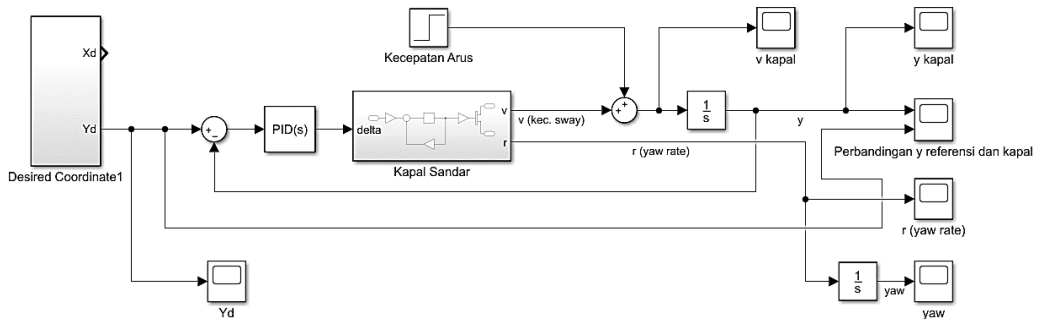 Xd
Yd
Desired Coordinate1
+
−
PID(s)
delta
v
r
Kapal Sandar
Kecepatan Arus
v (kec. sway)
r (yaw rate)
+
+
1
s
y
v kapal
y kapal
Perbandingan y referensi dan kapal
r (yaw rate)
1
s
yaw
yaw
Yd